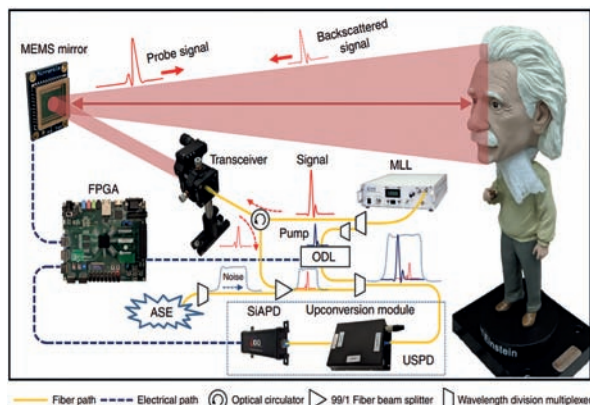 MEMS mirror
Probe signal
Backscattered
signal
Transceiver
Signal
MLL
FPGA
Pump
ODL
Noise
ASE
SiAPD
Upconversion module
USPD
Einstein
Fiber path
Electrical path
Optical circulator
99/1 Fiber beam splitter
Wavelength division multiplexer